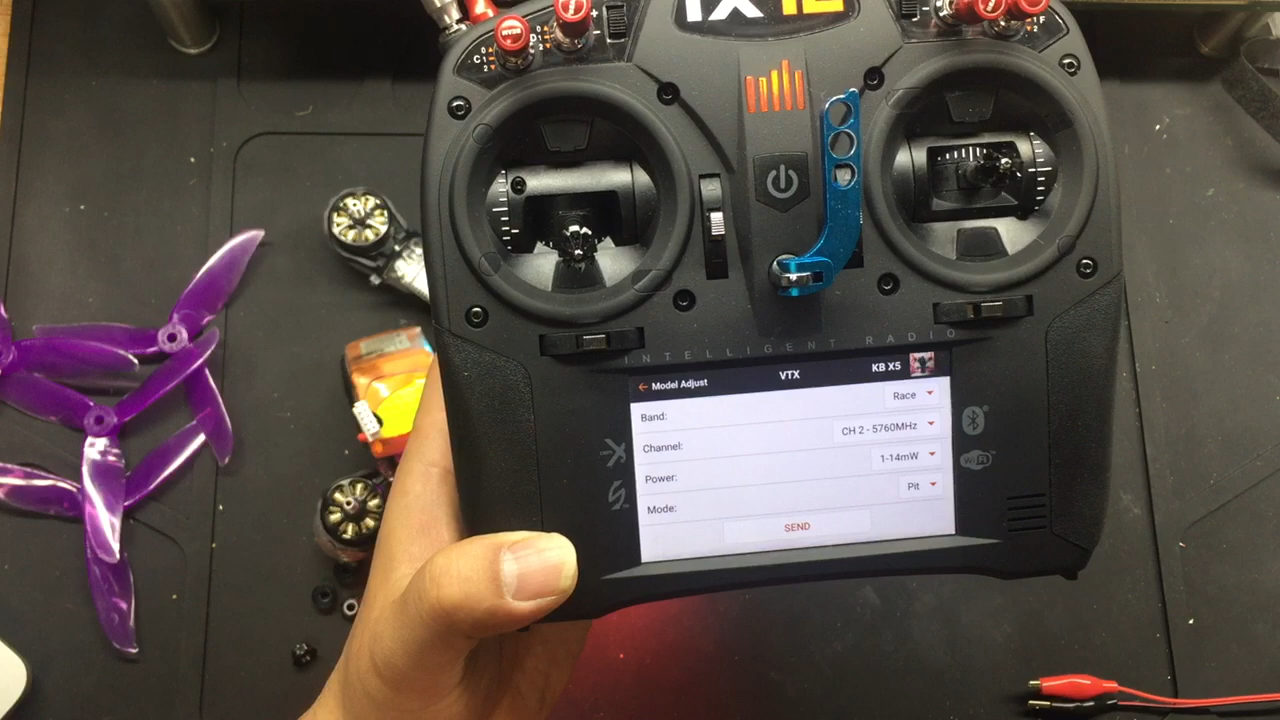 iX12
INTELLIGENT RADIO
Model Adjust VTX KB X5
Band: Race
Channel: CH 2 - 5760MHz
Power: 1-14mW
Mode: Pit
SEND
WiFi